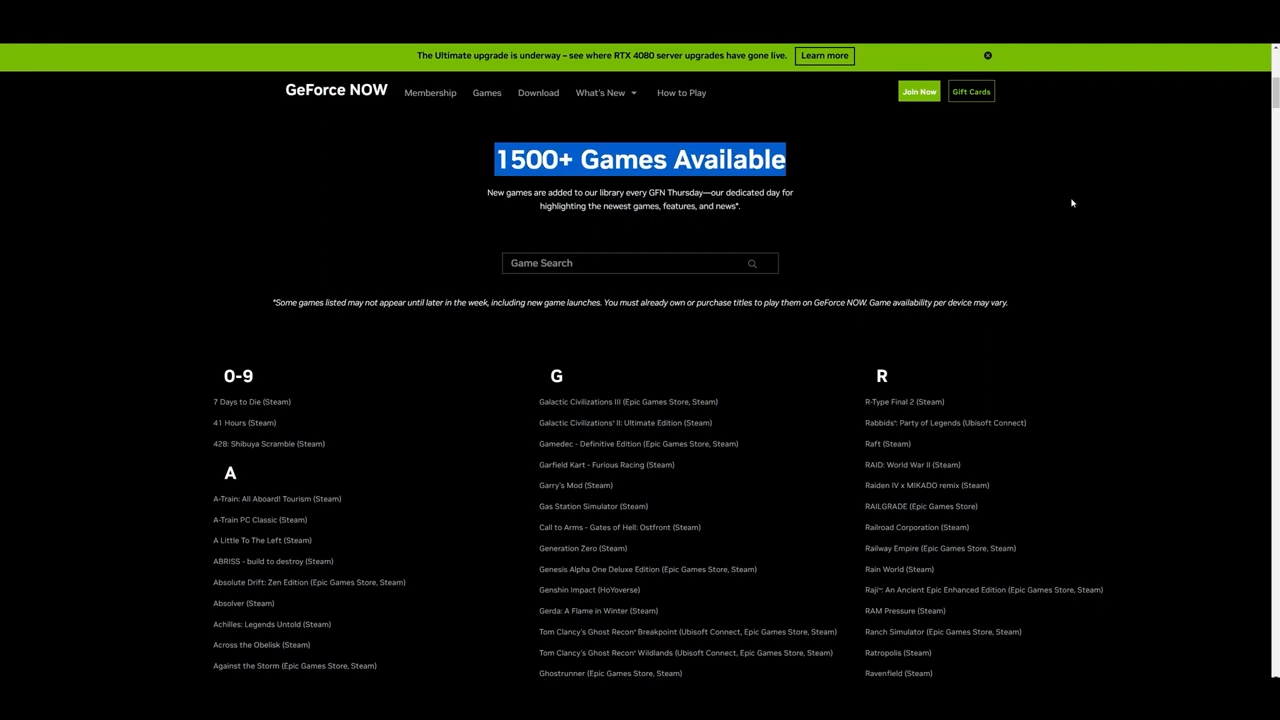 The Ultimate upgrade is underway – see where RTX 4080 server upgrades have gone live. Learn more
GeForce NOW Membership Games Download What's New How to Play Join Now Gift Cards
1500+ Games Available
New games are added to our library every GFN Thursday—our dedicated day for
highlighting the newest games, features, and news*.
Game Search
*Some games listed may not appear until later in the week, including new game launches. You must already own or purchase titles to play them on GeForce NOW. Game availability per device may vary.
0-9
7 Days to Die (Steam)
41 Hours (Steam)
428: Shibuya Scramble (Steam)
A
A-Train: All Aboard! Tourism (Steam)
A-Train PC Classic (Steam)
A Little To The Left (Steam)
ABRISS - build to destroy (Steam)
Absolute Drift: Zen Edition (Epic Games Store, Steam)
Absolver (Steam)
Achilles: Legends Untold (Steam)
Across the Obelisk (Steam)
Against the Storm (Epic Games Store, Steam)
G
Galactic Civilizations III (Epic Games Store, Steam)
Galactic Civilizations® II: Ultimate Edition (Steam)
Gamedec - Definitive Edition (Epic Games Store, Steam)
Garfield Kart - Furious Racing (Steam)
Garry's Mod (Steam)
Gas Station Simulator (Steam)
Call to Arms - Gates of Hell: Ostfront (Steam)
Generation Zero (Steam)
Genesis Alpha One Deluxe Edition (Epic Games Store, Steam)
Genshin Impact (HoYoverse)
Gerda: A Flame in Winter (Steam)
Tom Clancy's Ghost Recon® Breakpoint (Ubisoft Connect, Epic Games Store, Steam)
Tom Clancy's Ghost Recon® Wildlands (Ubisoft Connect, Epic Games Store, Steam)
Ghostrunner (Epic Games Store, Steam)
R
R-Type Final 2 (Steam)
Rabbids®: Party of Legends (Ubisoft Connect)
Raft (Steam)
RAID: World War II (Steam)
Raiden IV x MIKADO remix (Steam)
RAILGRADE (Epic Games Store)
Railroad Corporation (Steam)
Railway Empire (Epic Games Store, Steam)
Rain World (Steam)
Raji™: An Ancient Epic Enhanced Edition (Epic Games Store, Steam)
RAM Pressure (Steam)
Ranch Simulator (Epic Games Store, Steam)
Ratropolis (Steam)
Ravenfield (Steam)